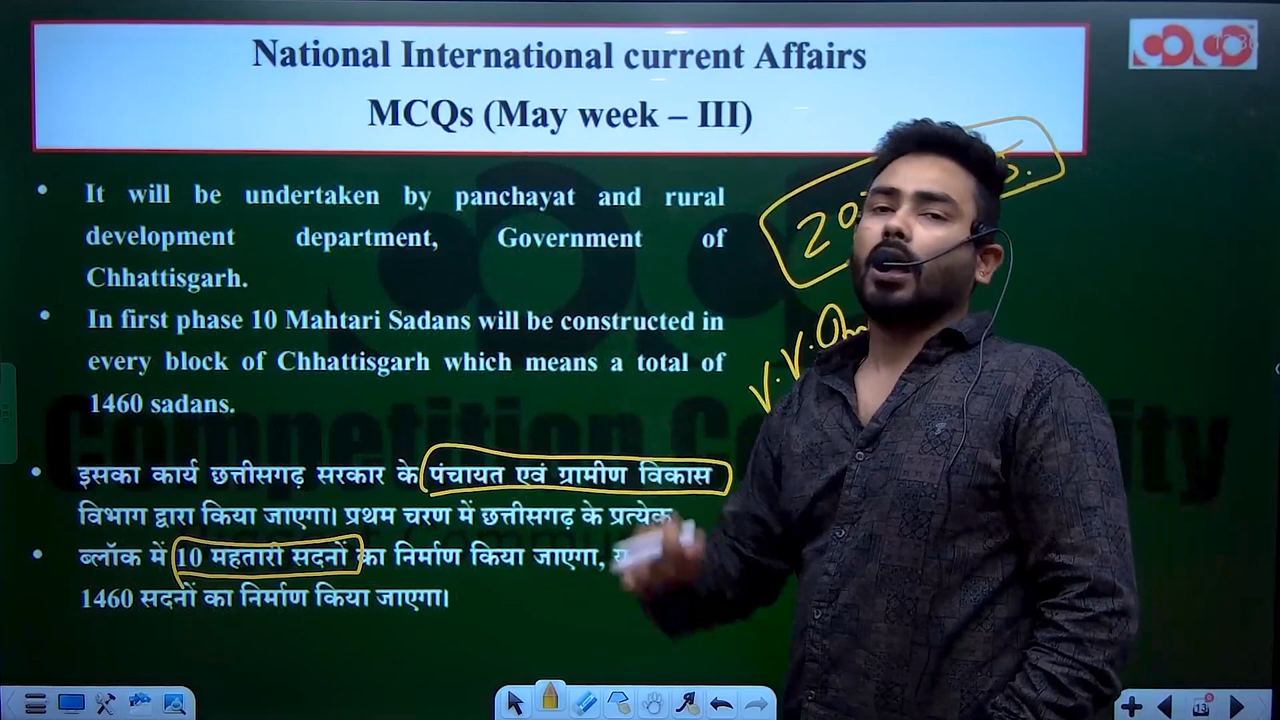 National International current Affairs
MCQs (May week – III)
It will be undertaken by panchayat and rural
development department, Government of
Chhattisgarh.
In first phase 10 Mahtari Sadans will be constructed in
every block of Chhattisgarh which means a total of
1460 sadans.
इसका कार्य छत्तीसगढ़ सरकार के पंचायत एवं ग्रामीण विकास
विभाग द्वारा किया जाएगा। प्रथम चरण में छत्तीसगढ़ के प्रत्येक
ब्लॉक में 10 महतारी सदनों का निर्माण किया जाएगा,
1460 सदनों का निर्माण किया जाएगा।
V.V.